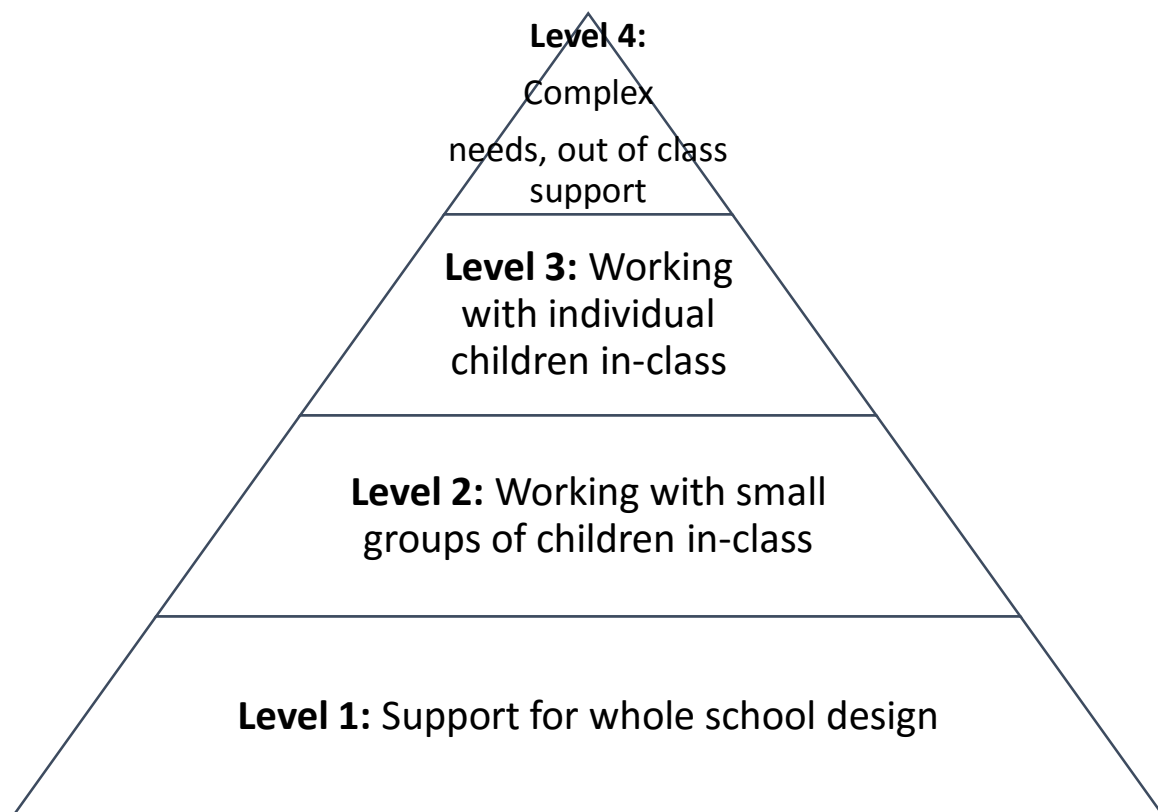 Level 4:
Complex
needs, out of class
support
Level 3: Working
with individual
children in-class
Level 2: Working with small
groups of children in-class
Level 1: Support for whole school design